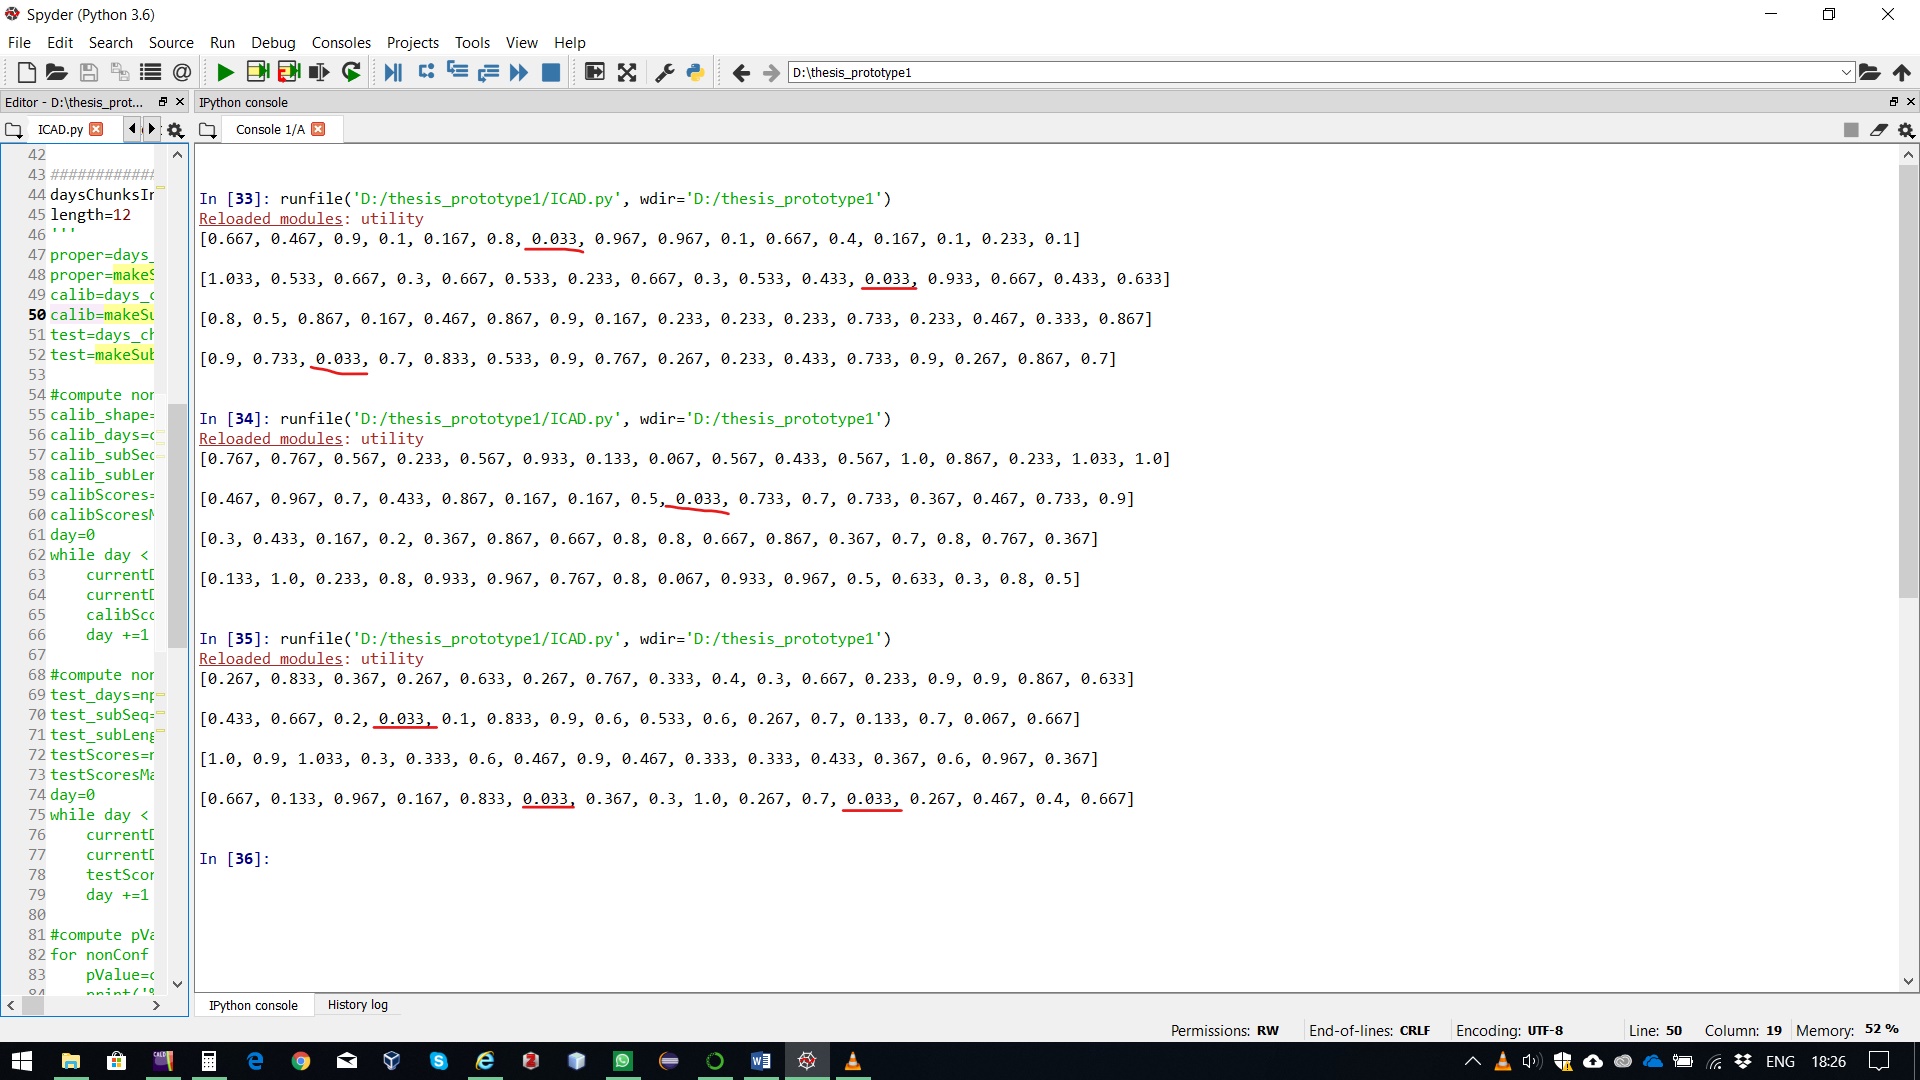 Spyder (Python 3.6)
File Edit Search Source Run Debug Consoles Projects Tools View Help
D:\thesis_prototype1
Editor - D:\thesis_prot... IPython console
ICAD.py Console 1/A
42
43 ############
44 daysChunksIn
45 length=12
46 '''
47 proper=days_
48 proper=makeS
49 calib=days_c
50 calib=makeSu
51 test=days_ch
52 test=makeSub
53
54 #compute nor
55 calib_shape=
56 calib_days=c
57 calib_subSec
58 calib_subLer
59 calibScores=
60 calibScoresM
61 day=0
62 while day <
63 currentD
64 currentD
65 calibSco
66 day +=1
67
68 #compute nor
69 test_days=np
70 test_subSeq=
71 test_subLeng
72 testScores=n
73 testScoresMa
74 day=0
75 while day <
76 currentD
77 currentD
78 testScor
79 day +=1
80
81 #compute pVa
82 for nonConf
83 pValue=c
84 print('%
In [33]: runfile('D:/thesis_prototype1/ICAD.py', wdir='D:/thesis_prototype1')
Reloaded modules: utility
[0.667, 0.467, 0.9, 0.1, 0.167, 0.8, 0.033, 0.967, 0.967, 0.1, 0.667, 0.4, 0.167, 0.1, 0.233, 0.1]
[1.033, 0.533, 0.667, 0.3, 0.667, 0.533, 0.233, 0.667, 0.3, 0.533, 0.433, 0.033, 0.933, 0.667, 0.433, 0.633]
[0.8, 0.5, 0.867, 0.167, 0.467, 0.867, 0.9, 0.167, 0.233, 0.233, 0.233, 0.733, 0.233, 0.467, 0.333, 0.867]
[0.9, 0.733, 0.033, 0.7, 0.833, 0.533, 0.9, 0.767, 0.267, 0.233, 0.433, 0.733, 0.9, 0.267, 0.867, 0.7]
In [34]: runfile('D:/thesis_prototype1/ICAD.py', wdir='D:/thesis_prototype1')
Reloaded modules: utility
[0.767, 0.767, 0.567, 0.233, 0.567, 0.933, 0.133, 0.067, 0.567, 0.433, 0.567, 1.0, 0.867, 0.233, 1.033, 1.0]
[0.467, 0.967, 0.7, 0.433, 0.867, 0.167, 0.167, 0.5, 0.033, 0.733, 0.7, 0.733, 0.367, 0.467, 0.733, 0.9]
[0.3, 0.433, 0.167, 0.2, 0.367, 0.867, 0.667, 0.8, 0.8, 0.667, 0.867, 0.367, 0.7, 0.8, 0.767, 0.367]
[0.133, 1.0, 0.233, 0.8, 0.933, 0.967, 0.767, 0.8, 0.067, 0.933, 0.967, 0.5, 0.633, 0.3, 0.8, 0.5]
In [35]: runfile('D:/thesis_prototype1/ICAD.py', wdir='D:/thesis_prototype1')
Reloaded modules: utility
[0.267, 0.833, 0.367, 0.267, 0.633, 0.267, 0.767, 0.333, 0.4, 0.3, 0.667, 0.233, 0.9, 0.9, 0.867, 0.633]
[0.433, 0.667, 0.2, 0.033, 0.1, 0.833, 0.9, 0.6, 0.533, 0.6, 0.267, 0.7, 0.133, 0.7, 0.067, 0.667]
[1.0, 0.9, 1.033, 0.3, 0.333, 0.6, 0.467, 0.9, 0.467, 0.333, 0.333, 0.433, 0.367, 0.6, 0.967, 0.367]
[0.667, 0.133, 0.967, 0.167, 0.833, 0.033, 0.367, 0.3, 1.0, 0.267, 0.7, 0.033, 0.267, 0.467, 0.4, 0.667]
In [36]:
IPython console History log
Permissions: RW End-of-lines: CRLF Encoding: UTF-8 Line: 50 Column: 19 Memory: 52 %
ENG 18:26